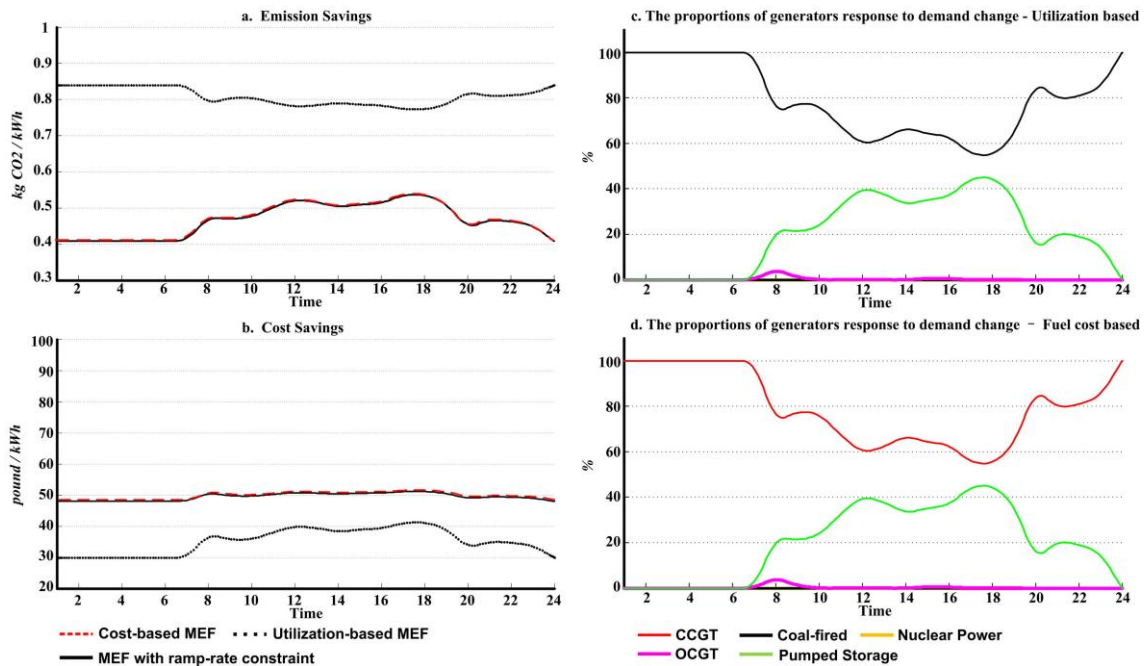 a. Emission Savings
1
0.9
0.8
0.7
0.6
0.5
0.4
0.3
kg CO2 / kWh
2 4 6 8 10 12 14 16 18 20 22 24
Time
b. Cost Savings
100
90
80
70
60
50
40
30
20
pound / kWh
2 4 6 8 10 12 14 16 18 20 22 24
Time
Cost-based MEF
Utilization-based MEF
MEF with ramp-rate constraint
c. The proportions of generators response to demand change - Utilization based
100
80
60
40
20
0
%
2 4 6 8 10 12 14 16 18 20 22 24
Time
d. The proportions of generators response to demand change - Fuel cost based
100
80
60
40
20
0
%
2 4 6 8 10 12 14 16 18 20 22 24
Time
CCGT
Coal-fired
Nuclear Power
OCGT
Pumped Storage